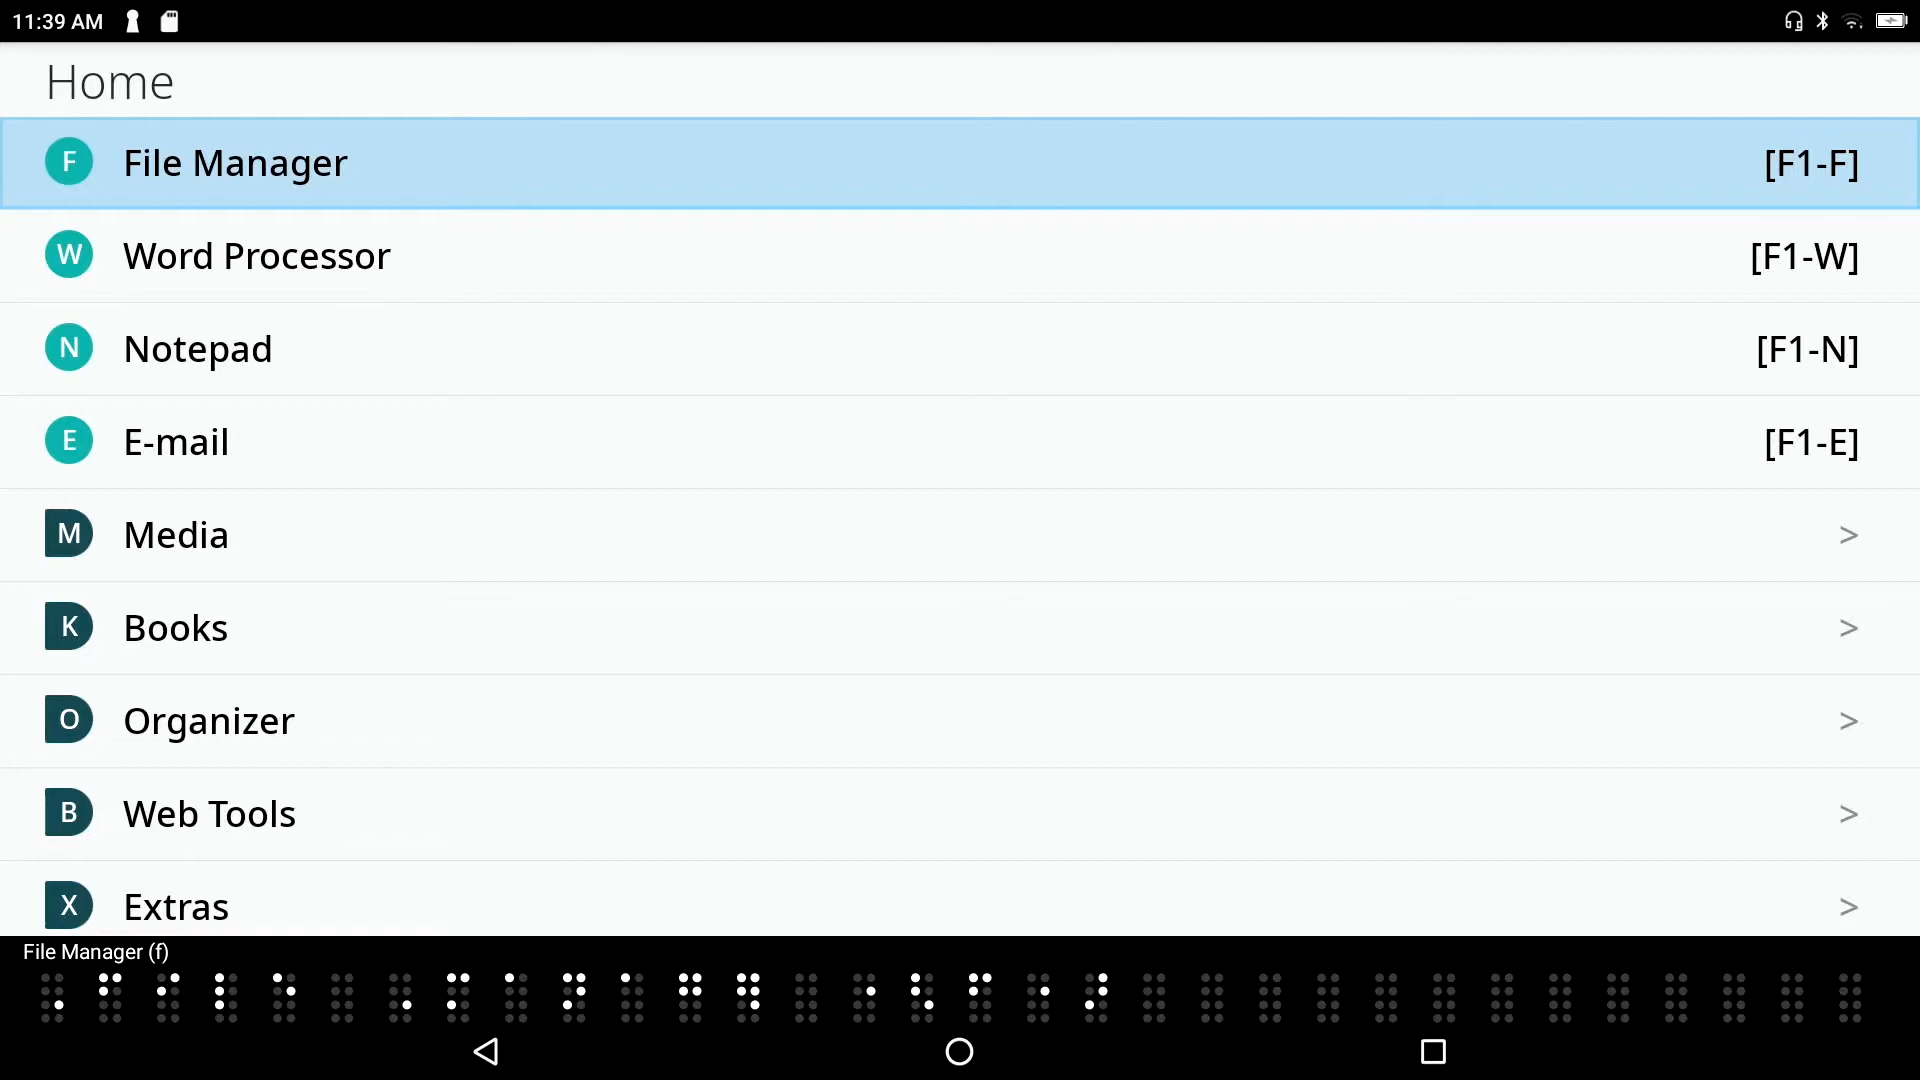 11:39 AM
Home
F File Manager [F1-F]
W Word Processor [F1-W]
N Notepad [F1-N]
E E-mail [F1-E]
M Media >
K Books >
O Organizer >
B Web Tools >
X Extras >
File Manager (f)